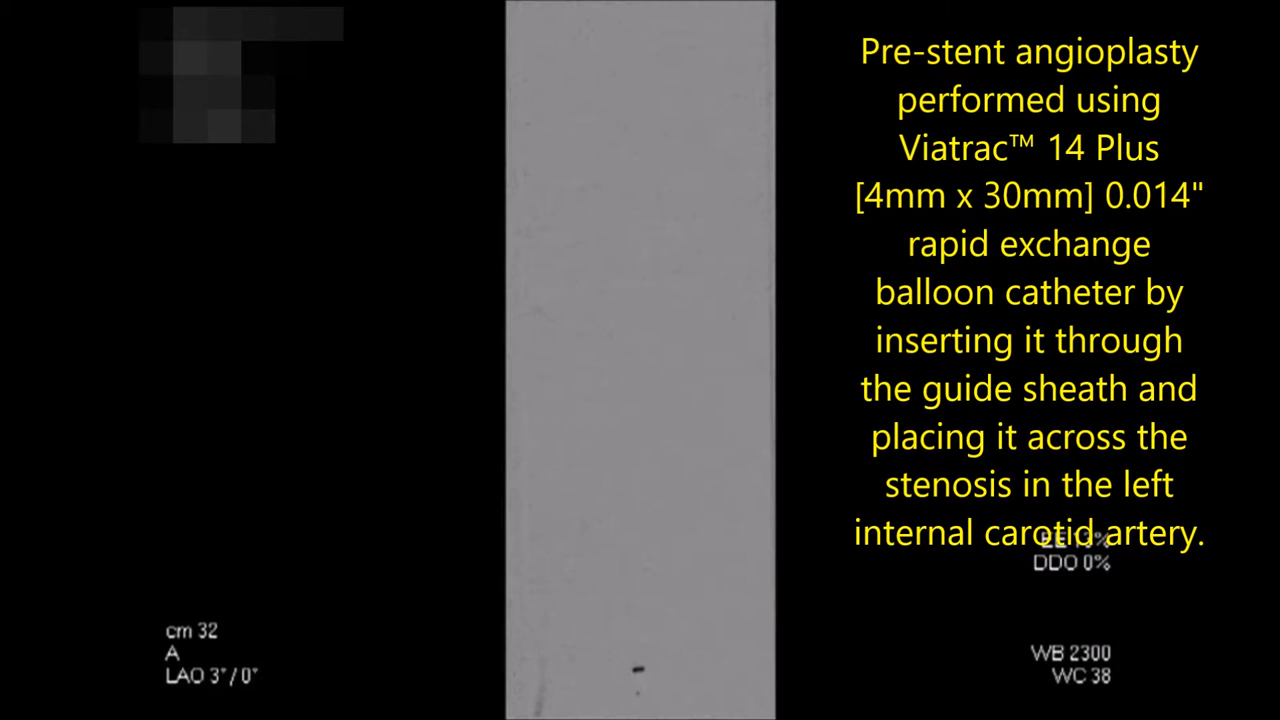 Pre-stent angioplasty
performed using
Viatrac™ 14 Plus
[4mm x 30mm] 0.014"
rapid exchange
balloon catheter by
inserting it through
the guide sheath and
placing it across the
stenosis in the left
internal carotid artery.
DDO 0%
cm 32
A
LAO 3°/0°
WB 2300
WC 38